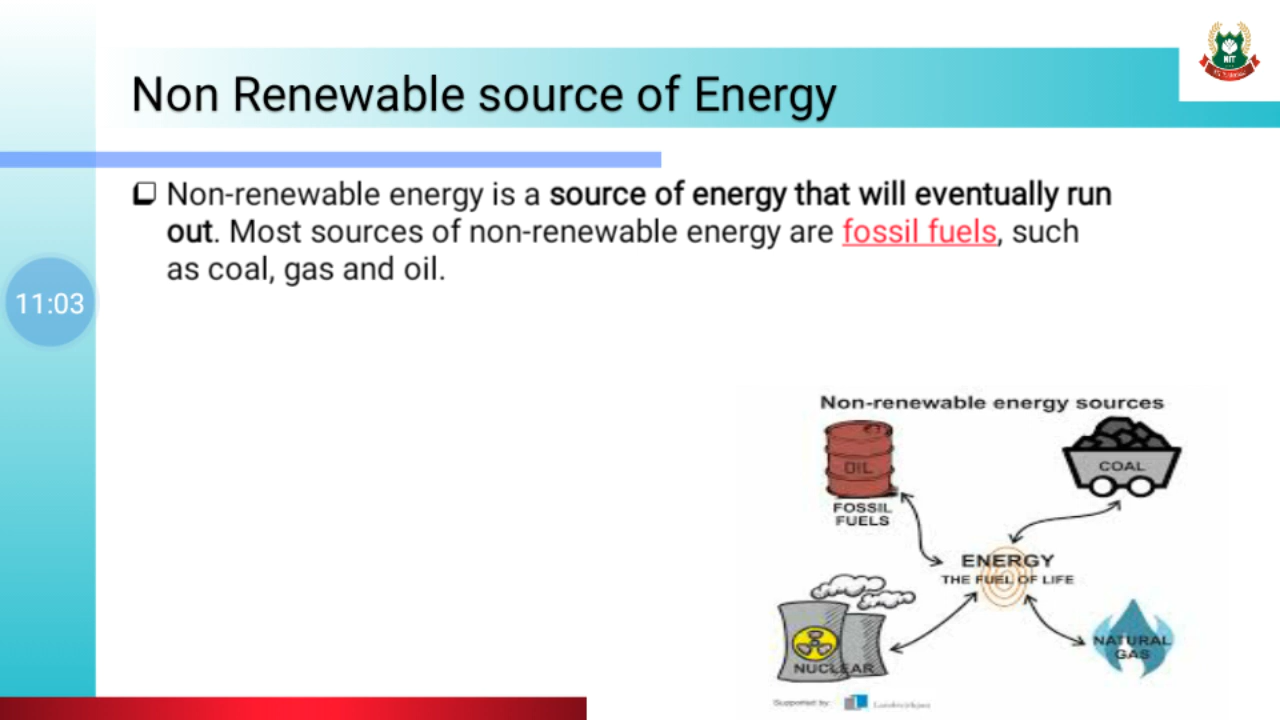 NIT
Non Renewable source of Energy
Non-renewable energy is a source of energy that will eventually run
out. Most sources of non-renewable energy are fossil fuels, such
as coal, gas and oil.
11:03
Non-renewable energy sources
OIL
COAL
FOSSIL
FUELS
ENERGY
THE FUEL OF LIFE
NATURAL
GAS
NUCLEAR
Supported by: